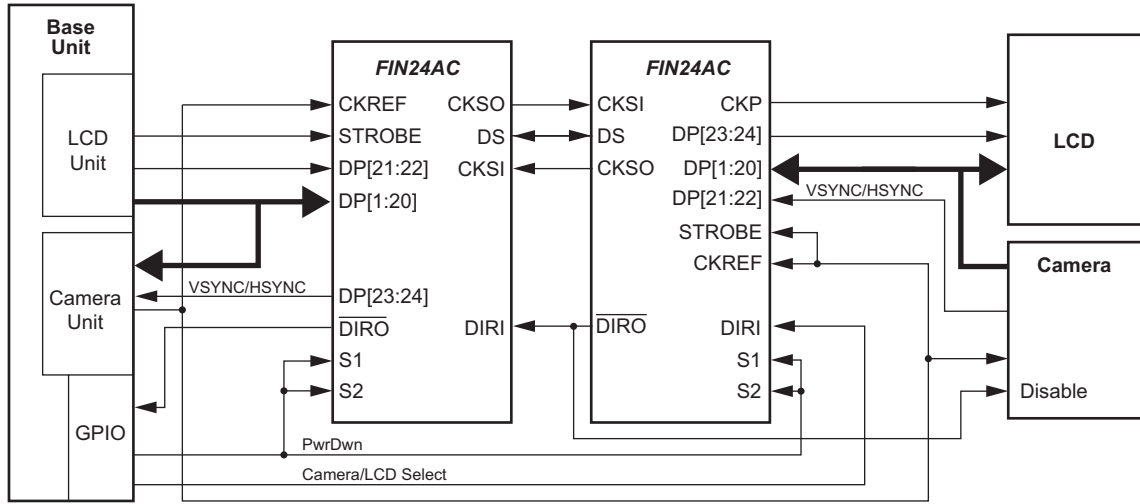 Base
Unit
LCD
Unit
Camera
Unit
GPIO
VSYNC/HSYNC
PwrDwn
Camera/LCD Select
FIN24AC
CKREF
STROBE
DP[21:22]
DP[1:20]
DP[23:24]
DIRO
S1
S2
CKSO
DS
CKSI
DIRI
FIN24AC
CKSI
DS
CKSO
DIRO
CKP
DP[23:24]
DP[1:20]
DP[21:22]
STROBE
CKREF
DIRI
S1
S2
VSYNC/HSYNC
LCD
Camera
Disable